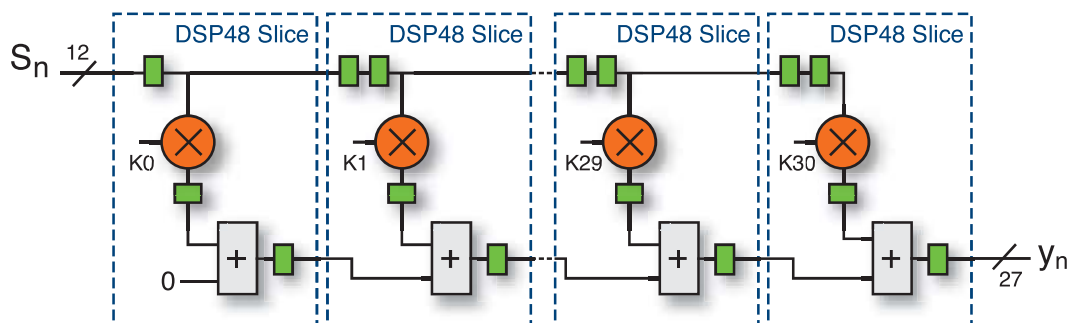 DSP48 Slice
DSP48 Slice
DSP48 Slice
DSP48 Slice
Sn
12
K0
K1
K29
K30
+
+
+
+
0
27
yn